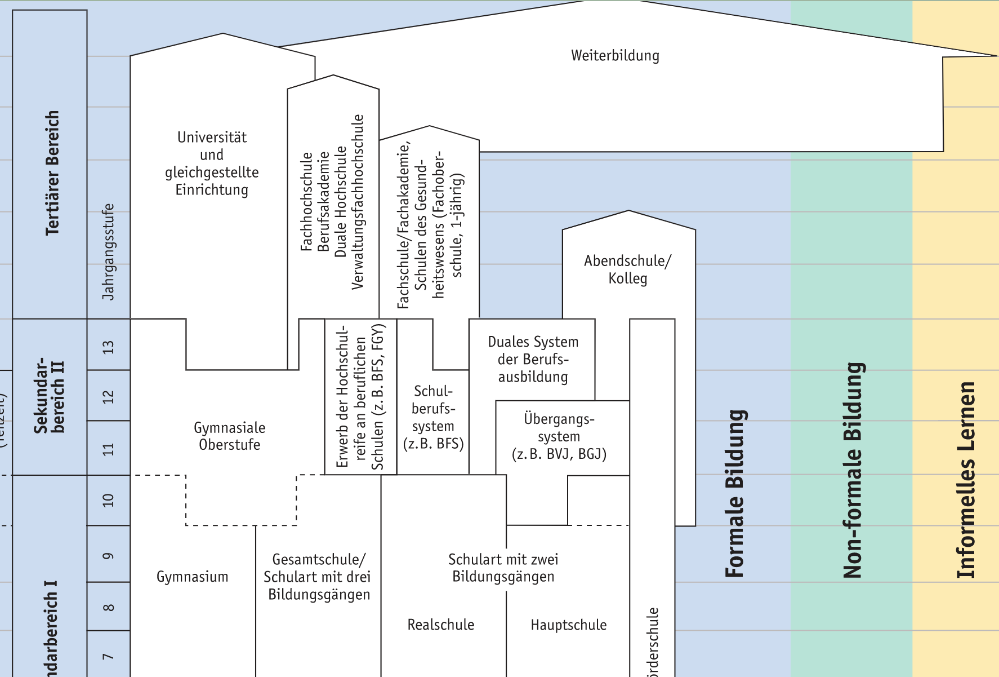 Weiterbildung
Tertiärer Bereich
Jahrgangsstufe
Universität
und
gleichgestellte
Einrichtung
Fachhochschule
Berufsakademie
Duale Hochschule
Verwaltungsfachhochschule
Fachschule/Fachakademie,
Schulen des Gesund-
heitswesens (Fachober-
schule, 1-jährig)
Abendschule/
Kolleg
Sekundar-
bereich II
13
12
11
10
9
8
7
Gymnasiale
Oberstufe
Erwerb der Hochschul-
reife an beruflichen
Schulen (z.B. BFS, FGY)
Schul-
berufs-
system
(z.B. BFS)
Duales System
der Berufs-
ausbildung
Übergangs-
system
(z.B. BVJ, BGJ)
Formale Bildung
Non-formale Bildung
Informelles Lernen
ndarbereich I
Gymnasium
Gesamtschule/
Schulart mit drei
Bildungsgängen
Schulart mit zwei
Bildungsgängen
Realschule
Hauptschule
örderschule